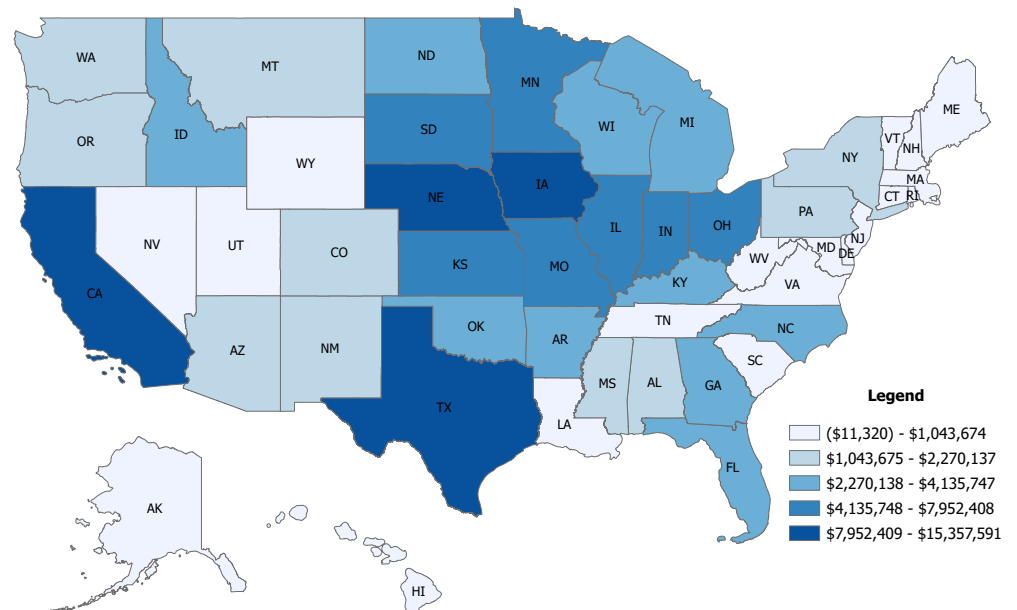 WA
MT
ND
MN
ME
OR
ID
SD
WI
MI
VT
NH
NY
WY
MA
CT
RI
NE
IA
PA
NV
UT
CO
IL
IN
OH
NJ
MD
DE
WV
CA
KS
MO
KY
VA
AZ
NM
OK
AR
TN
NC
SC
MS
AL
GA
TX
LA
FL
AK
HI
Legend
($11,320) - $1,043,674
$1,043,675 - $2,270,137
$2,270,138 - $4,135,747
$4,135,748 - $7,952,408
$7,952,409 - $15,357,591